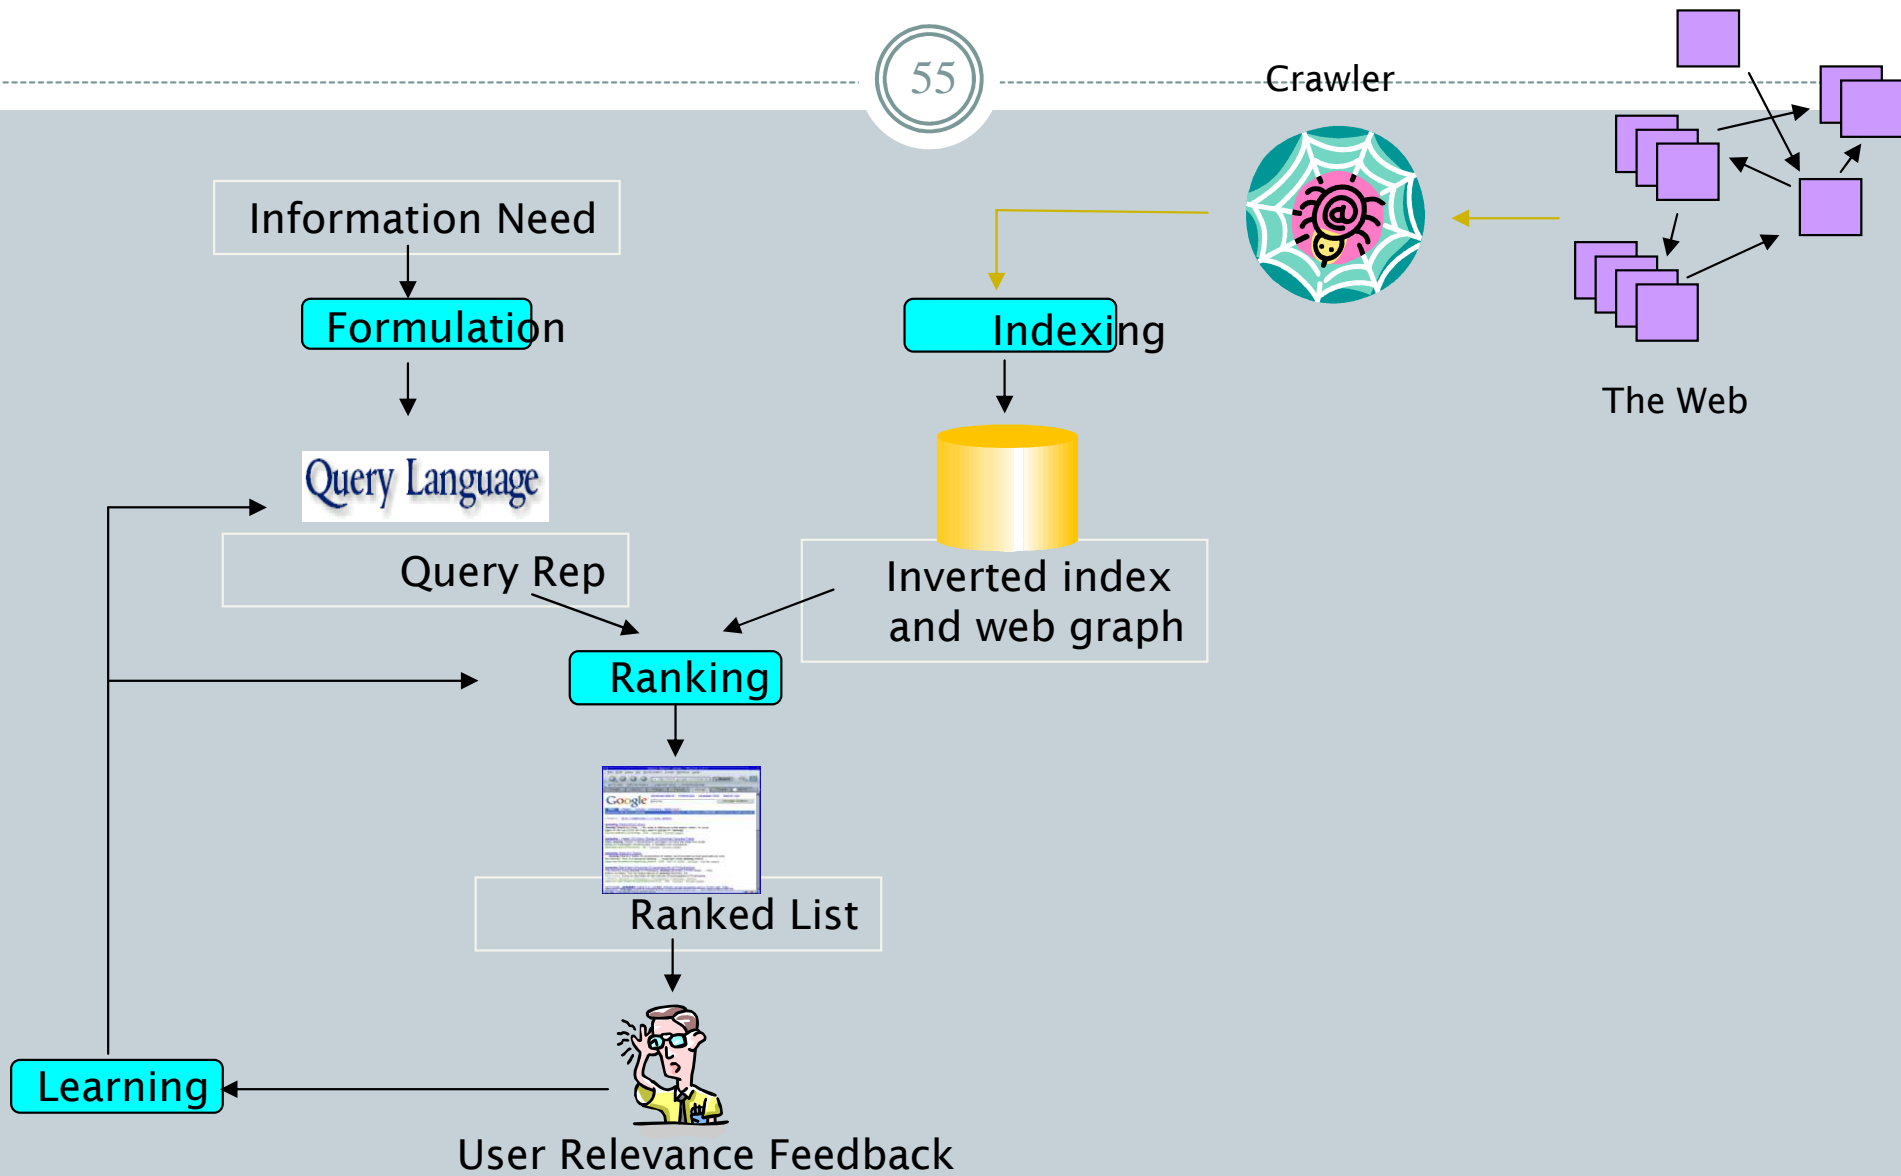 55
Crawler
Information Need
Formulation
Indexing
The Web
Query Language
Query Rep
Inverted index
and web graph
Ranking
Google
Ranked List
Learning
User Relevance Feedback